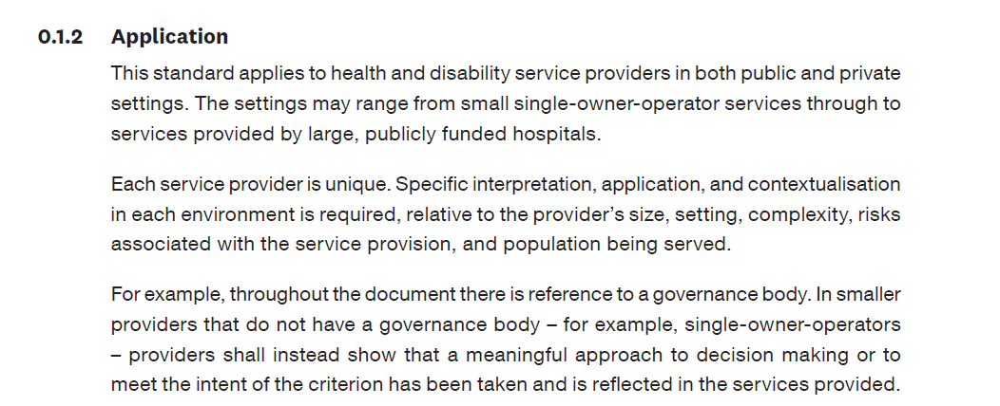 0.1.2 Application
This standard applies to health and disability service providers in both public and private
settings. The settings may range from small single-owner-operator services through to
services provided by large, publicly funded hospitals.
Each service provider is unique. Specific interpretation, application, and contextualisation
in each environment is required, relative to the provider’s size, setting, complexity, risks
associated with the service provision, and population being served.
For example, throughout the document there is reference to a governance body. In smaller
providers that do not have a governance body – for example, single-owner-operators
– providers shall instead show that a meaningful approach to decision making or to
meet the intent of the criterion has been taken and is reflected in the services provided.